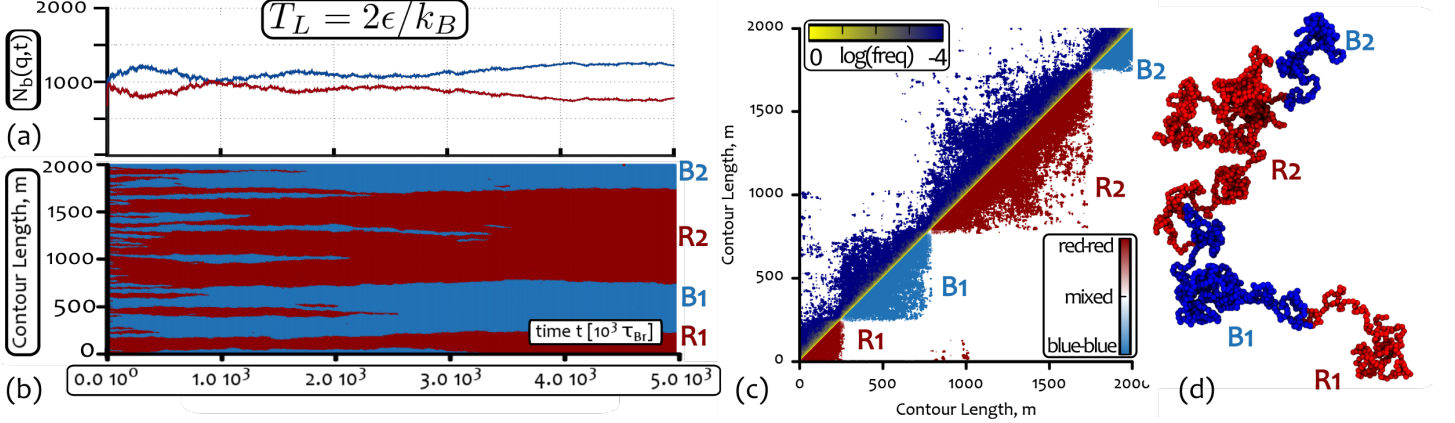 T_L = 2ϵ/k_B
2000
1000
0
N_b(q,t)
(a)
2000
1500
1000
500
0
Contour Length, m
B2
R2
B1
R1
time t [10³ τ_Br]
0.0 10⁰
1.0 10³
2.0 10³
3.0 10³
4.0 10³
5.0 10³
(b)
0 log(freq) -4
2000
1500
1000
500
0
Contour Length, m
B2
R2
B1
R1
red-red
mixed
blue-blue
0 500 1000 1500 2000
Contour Length, m
(c)
B2
R2
B1
R1
(d)